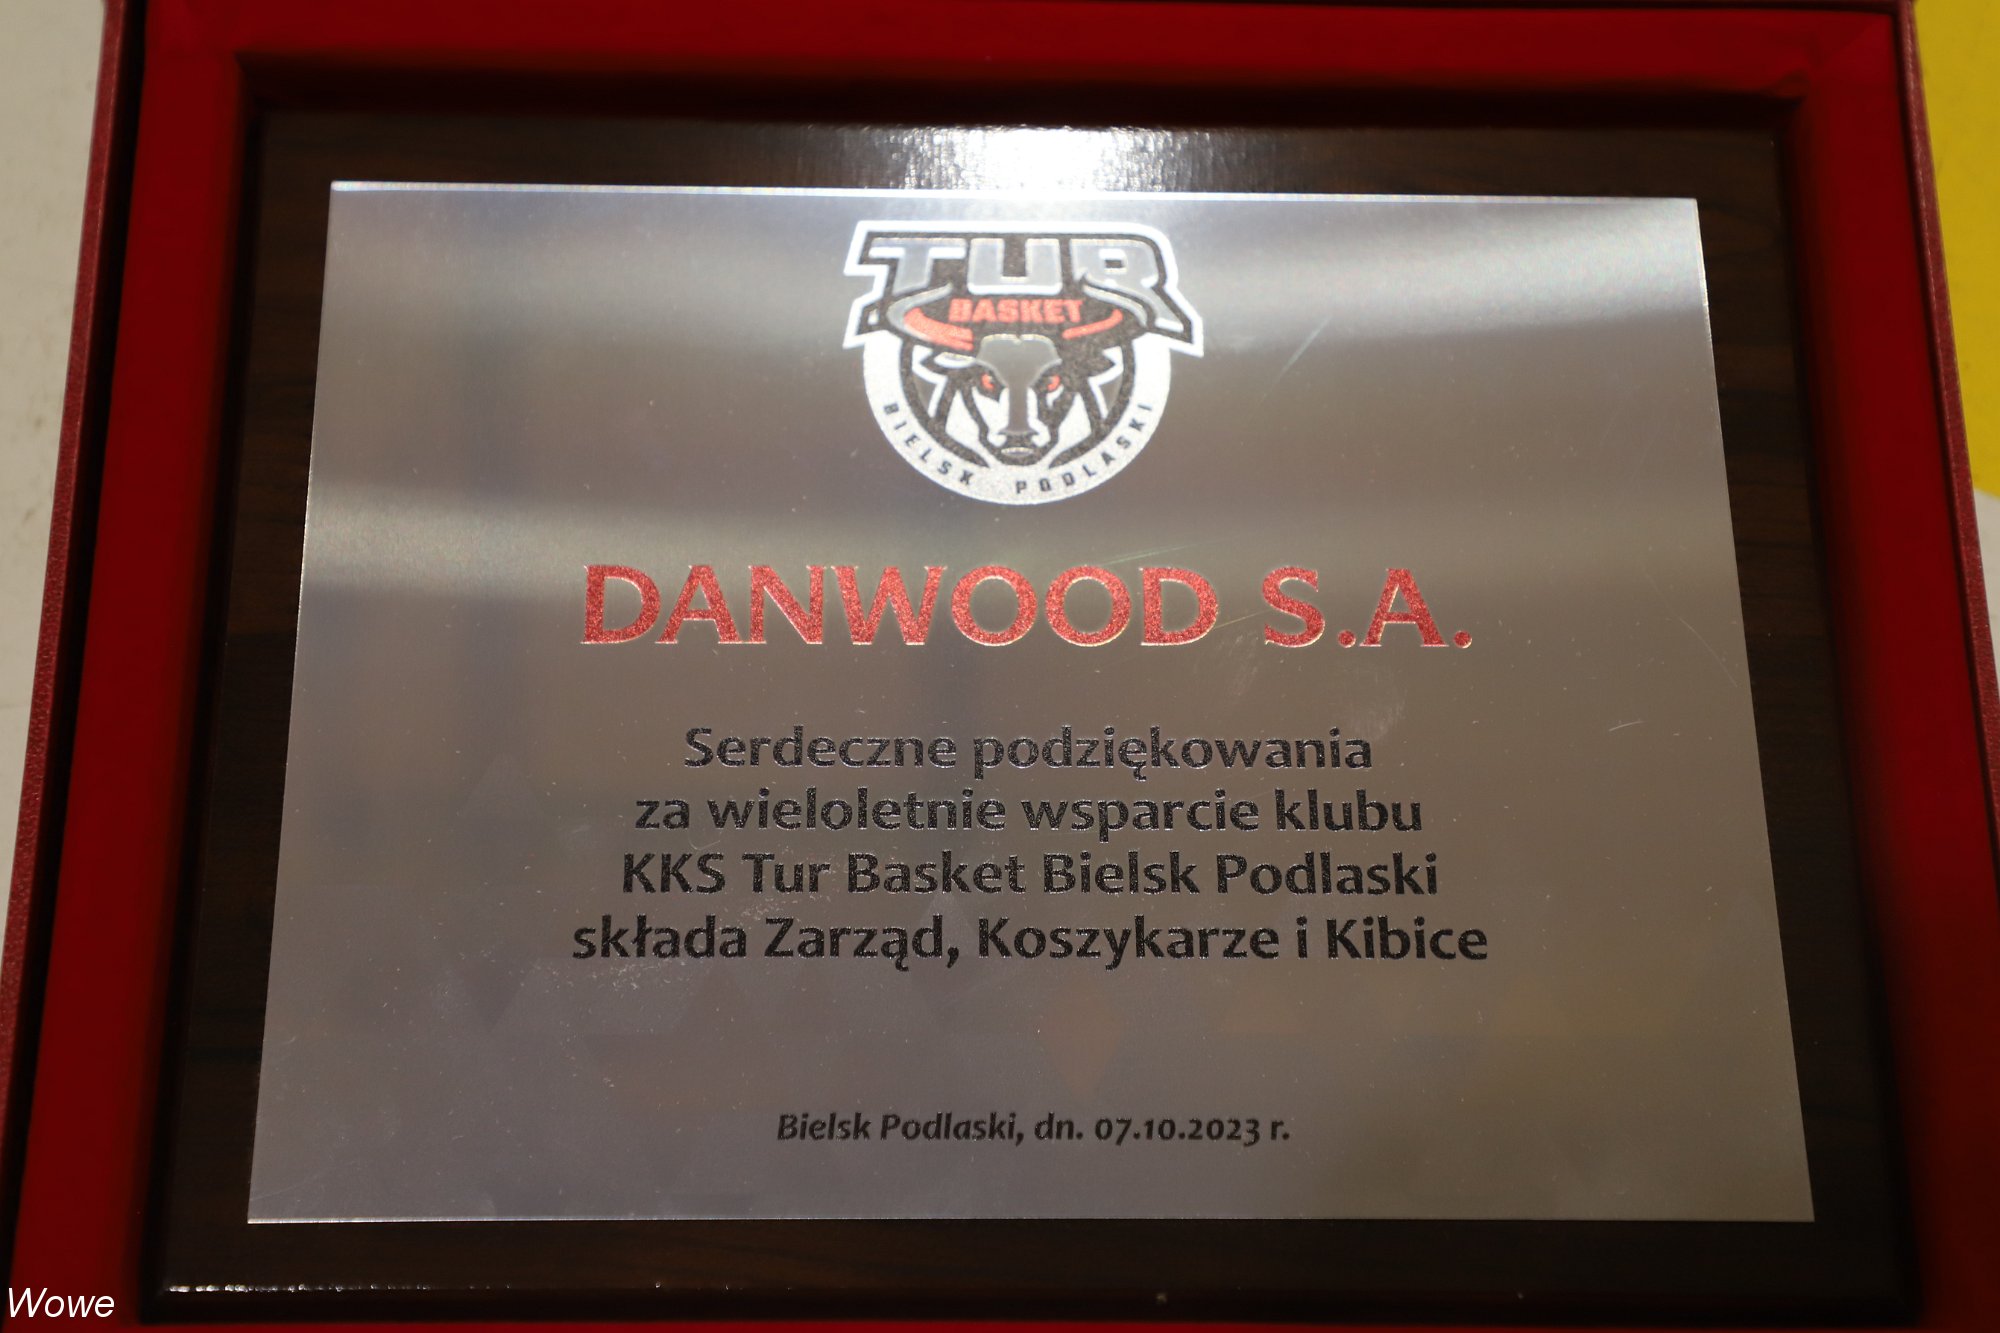 TUR
BASKET
BIELSK PODLASKI
DANWOOD S.A.
Serdeczne podziękowania
za wieloletnie wsparcie klubu
KKS Tur Basket Bielsk Podlaski
składa Zarząd, Koszykarze i Kibice
Bielsk Podlaski, dn. 07.10.2023 r.
Wowe